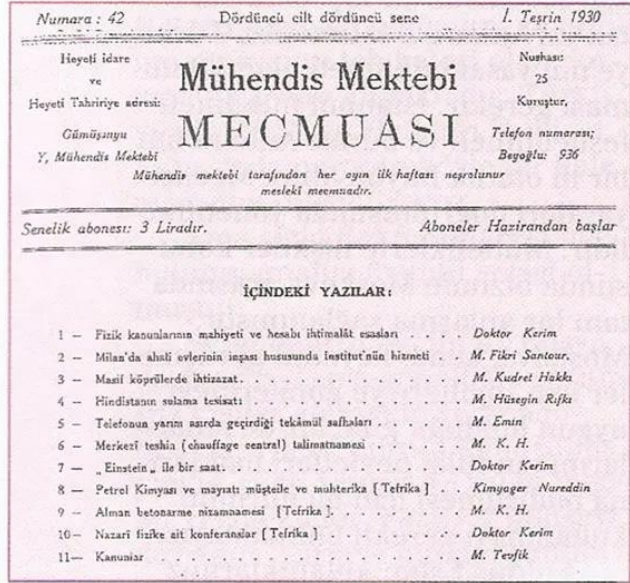 Numara : 42 Dördüncü cilt dördüncü sene İ. Teşrin 1930
Heyeti idare
ve
Heyeti Tahririye adresi:
Gümüşsuyu
Y, Mühendis Mektebi
Mühendis Mektebi
MECMUASI
Nushası:
25
Kuruştur,
Telefon numarası;
Beyoğlu: 936
Mühendis mektebi tarafından her ayın ilk haftası neşrolunur
meslekî mecmuadır.
Senelik abonesı: 3 Liradır. Aboneler Hazirandan başlar
İÇİNDEKİ YAZILAR:
1 — Fizik kanunlarının mahiyeti ve hesabı ihtimalât esasları . . . . Doktor Kerim
2 — Milan'da ahali evlerinin inşası hususunda Institut'nün hizmeti M. Fikri Santour.
3 — Masif köprülerde ihtizazat. . . . . . . . . . . . . . . M. Kudret Hakkı
4 — Hindistanın sulama tesisatı . . . . . . . . . . . . . . M. Hüseyin Rıfkı
5 — Telefonun yarım asırda geçirdiği tekâmül safhaları . . . . . M. Emin
6 — Merkezî teshin (chauffage central) talimatnamesi . . . . . M. K. H.
7 — „Einstein„ ile bir saat. . . . . . . . . . . . . . . Doktor Kerim
8 — Petrol Kimyası ve mayıatı müşteile ve muhterika [Tefrika] . . Kimyager Nureddin
9 — Alman betonarme nizamnamesi [Tefrika]. . . . . . . . . M. K. H.
10— Nazarî fizike ait konferanslar [Tefrika] . . . . . . . . Doktor Kerim
11— Kanunlar . . . . . . . . . . . . . . . . . . M. Tevfik